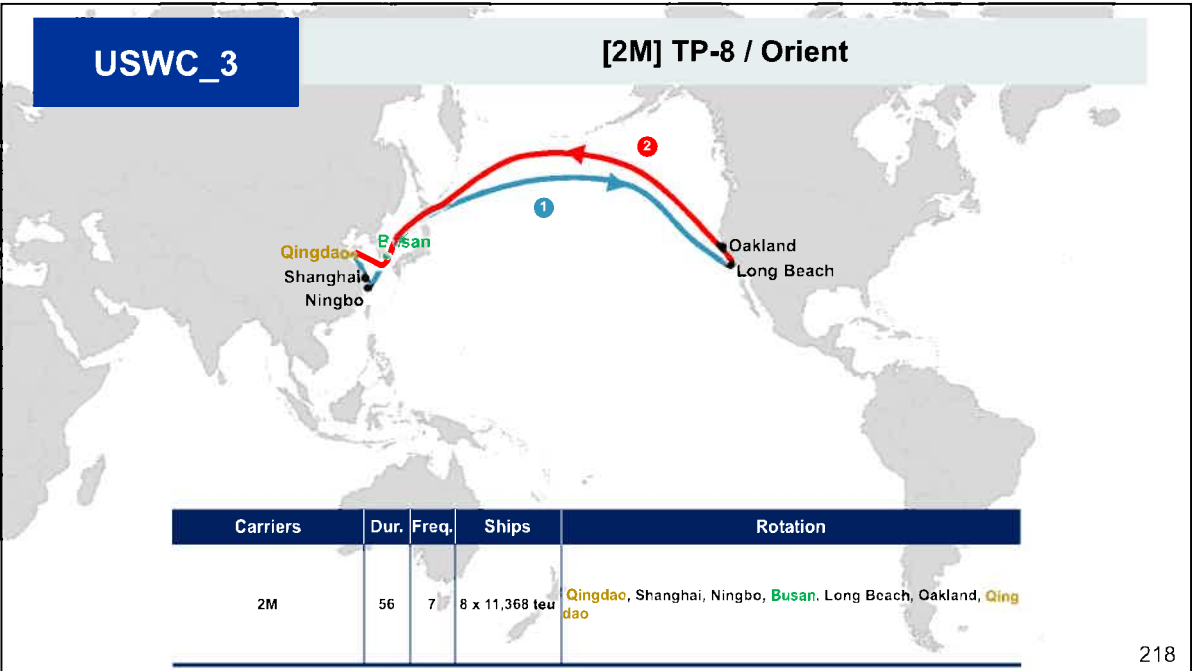 USWC_3
[2M] TP-8 / Orient
2
1
Busan
Qingdao
Oakland
Shanghai
Long Beach
Ningbo
Carriers Dur. Freq. Ships Rotation
2M 56 7 8 x 11,368 teu Qingdao, Shanghai, Ningbo, Busan. Long Beach, Oakland, Qing
dao
218